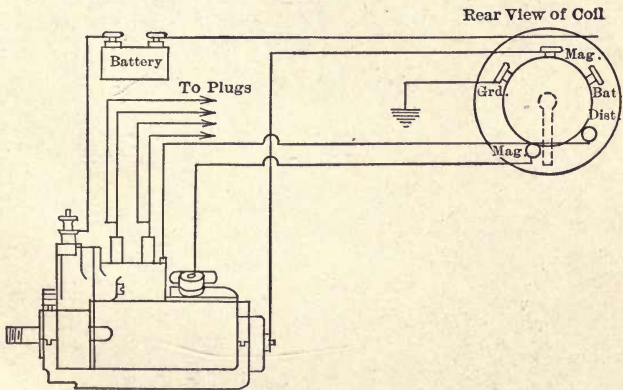 Rear View of Coil
Mag.
Battery
To Plugs
Grd.
Bat
Dist.
Mag.